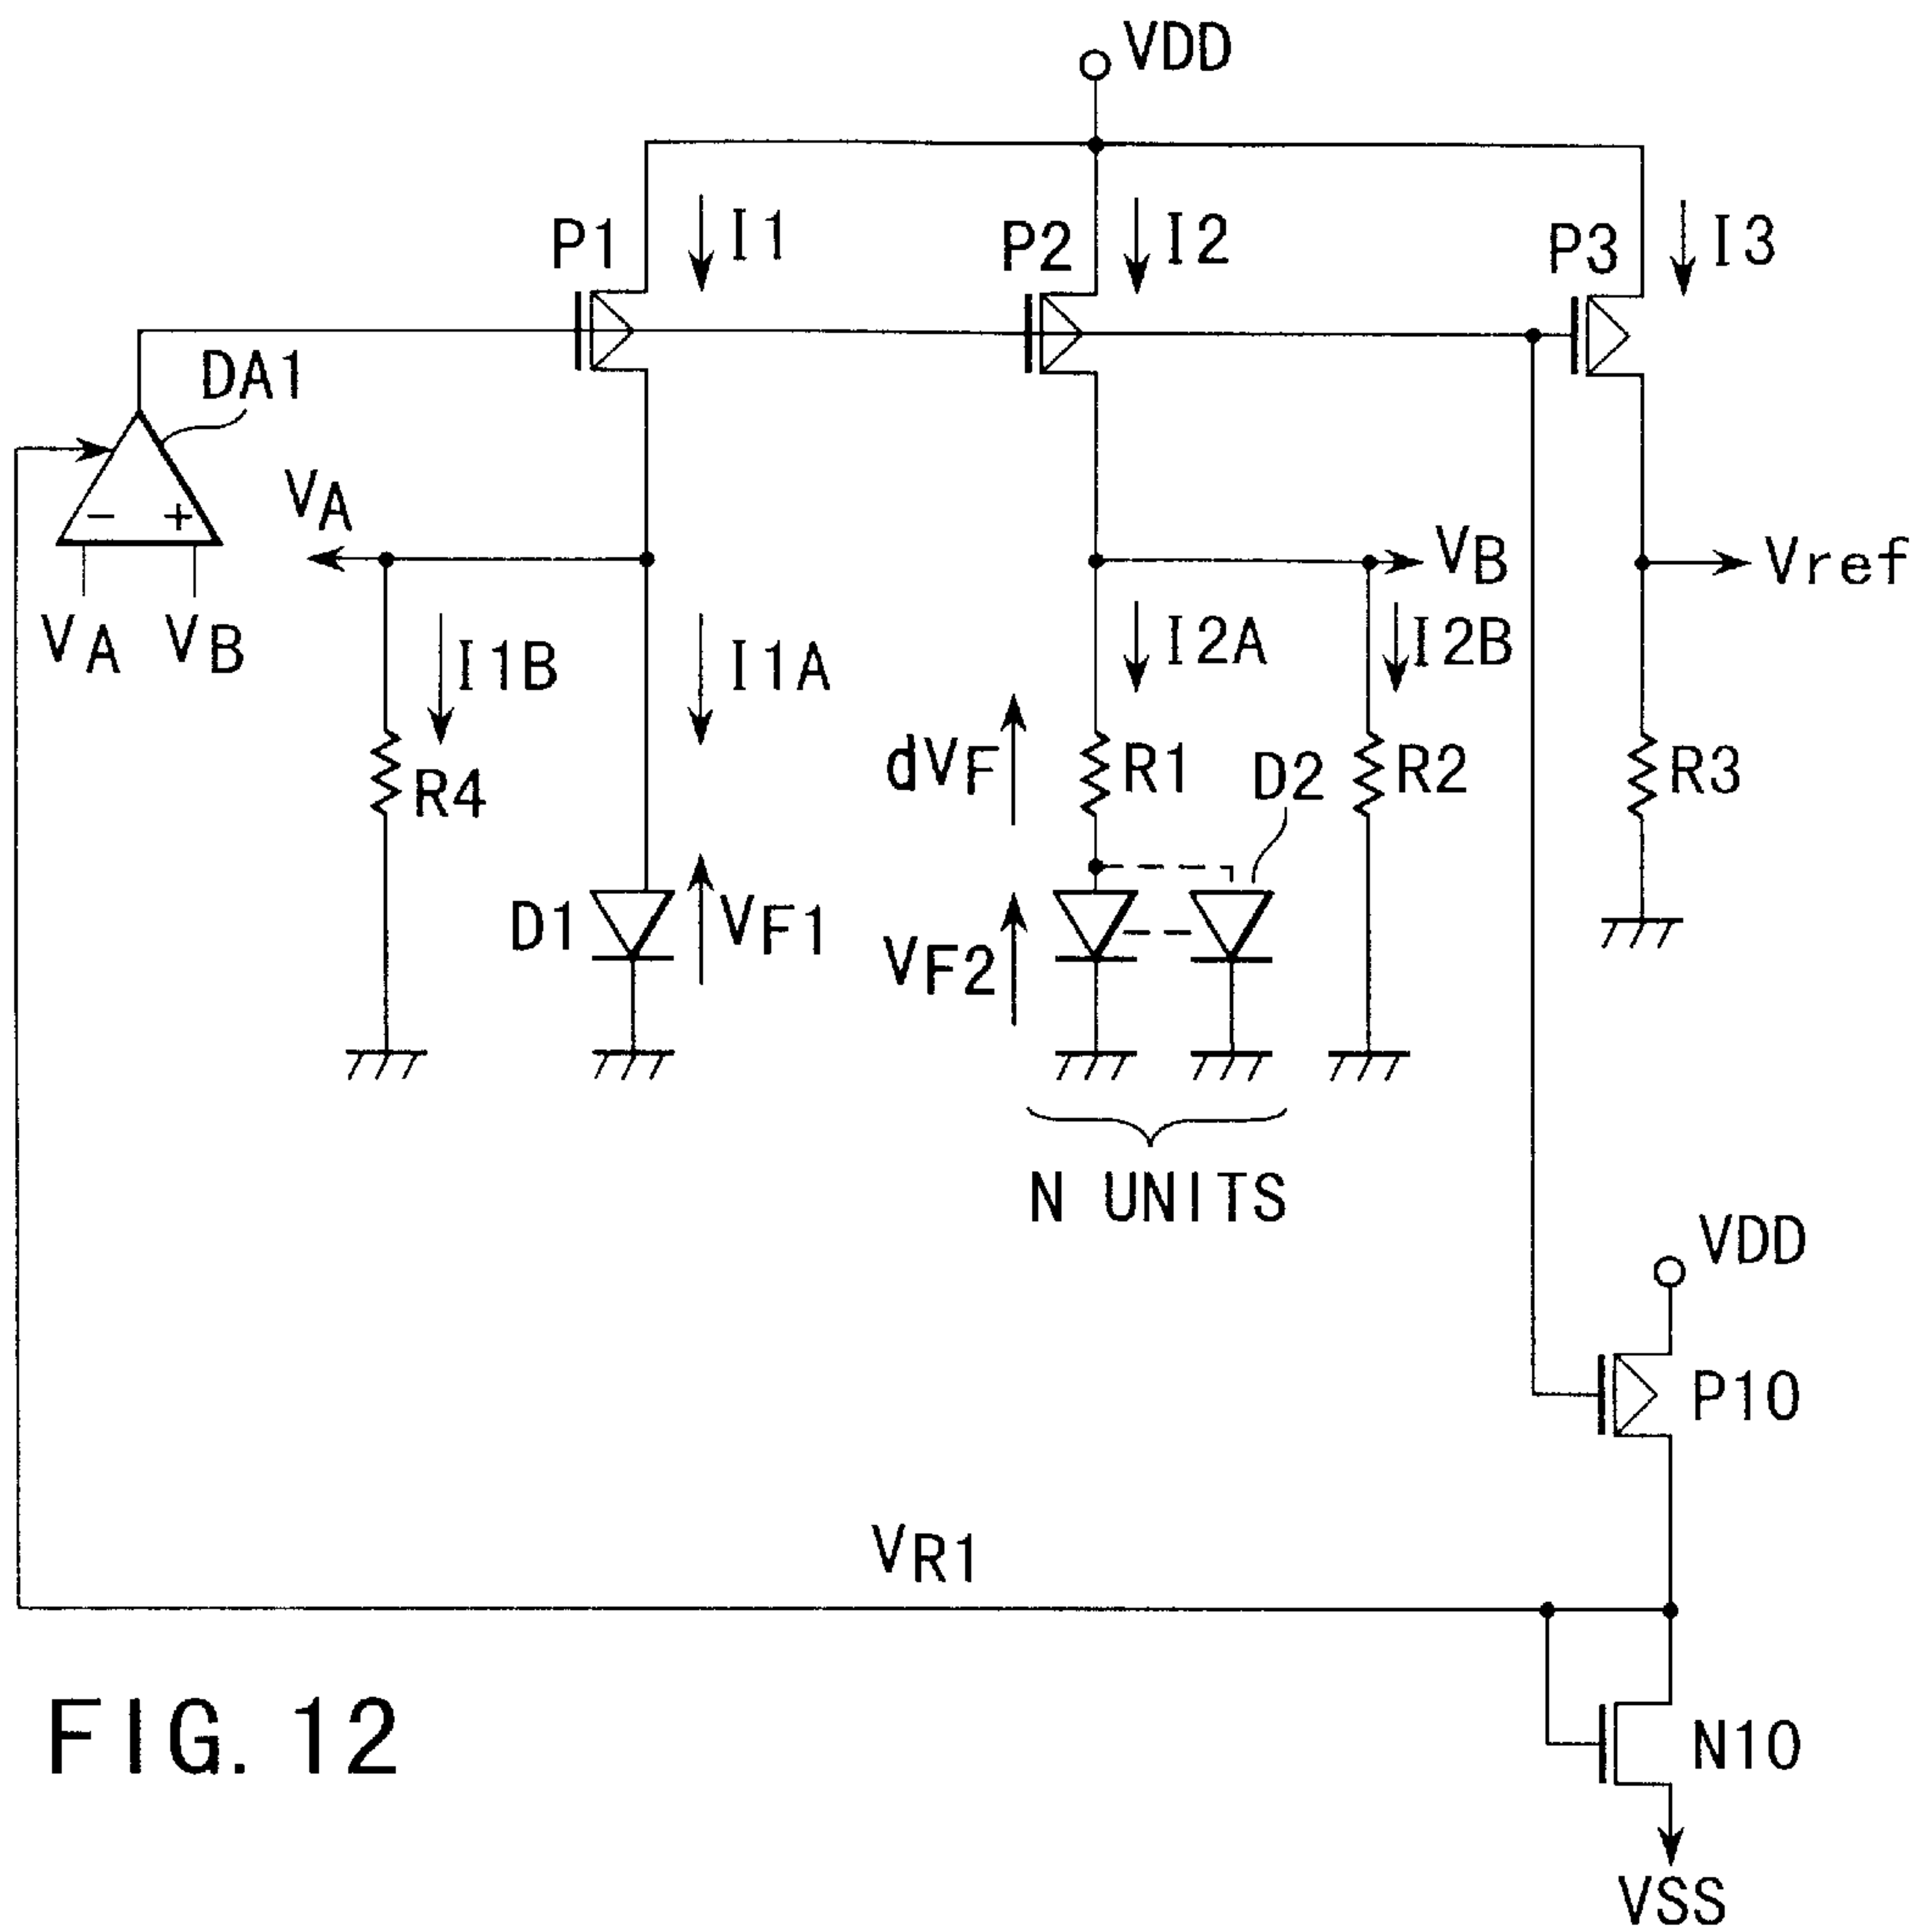 VDD
P1
I1
P2
I2
P3
I3
DA1
VA
- +
VA VB
VB
Vref
I1B
I1A
I2A
I2B
R4
dVF
R1
D2
R2
R3
D1
VF1
VF2
N UNITS
VDD
P10
VR1
N10
VSS
FIG. 12